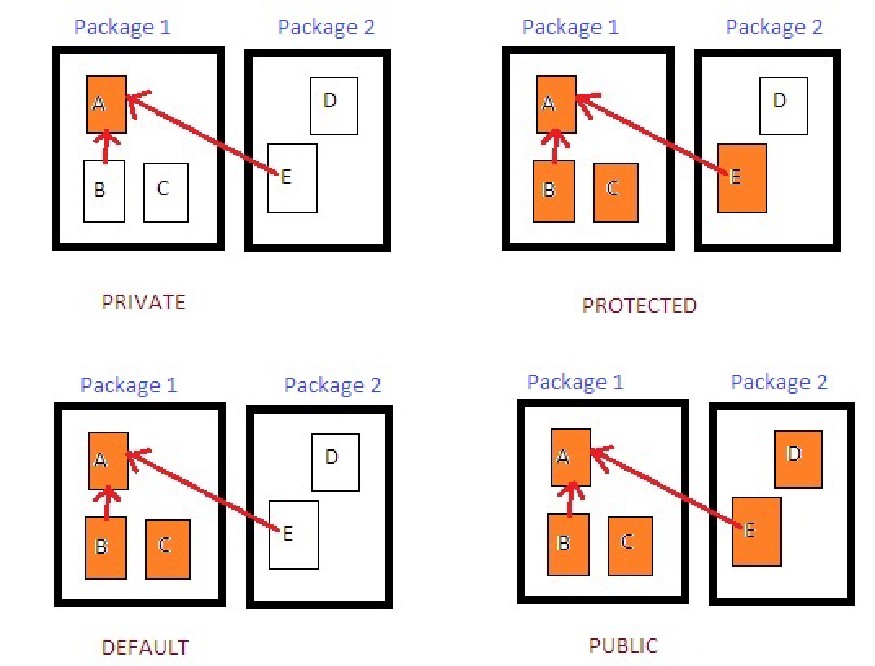 Package 1
Package 2
A
D
B
C
E
PRIVATE
Package 1
Package 2
A
D
B
C
E
PROTECTED
Package 1
Package 2
A
D
B
C
E
DEFAULT
Package 1
Package 2
A
D
B
C
E
PUBLIC